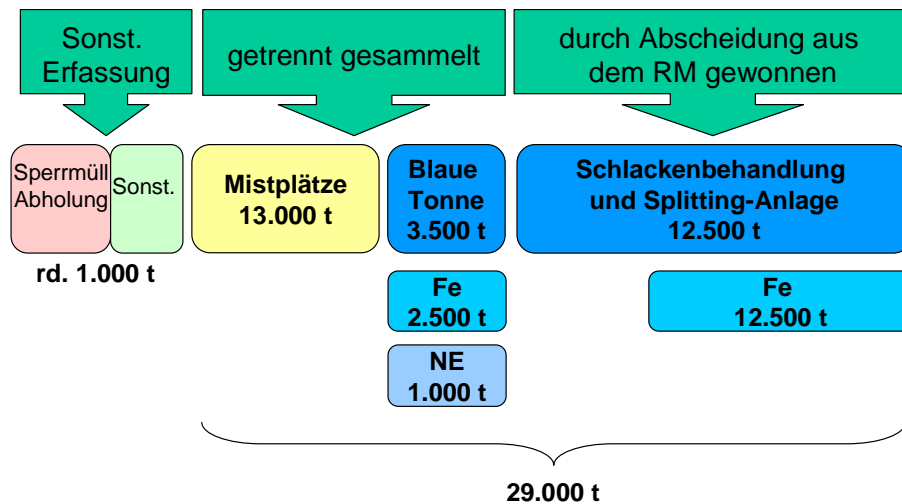 Sonst.
Erfassung
getrennt gesammelt
durch Abscheidung aus
dem RM gewonnen
Sperrmüll
Abholung
Sonst.
Mistplätze
13.000 t
Blaue
Tonne
3.500 t
Schlackenbehandlung
und Splitting-Anlage
12.500 t
rd. 1.000 t
Fe
2.500 t
Fe
12.500 t
NE
1.000 t
29.000 t